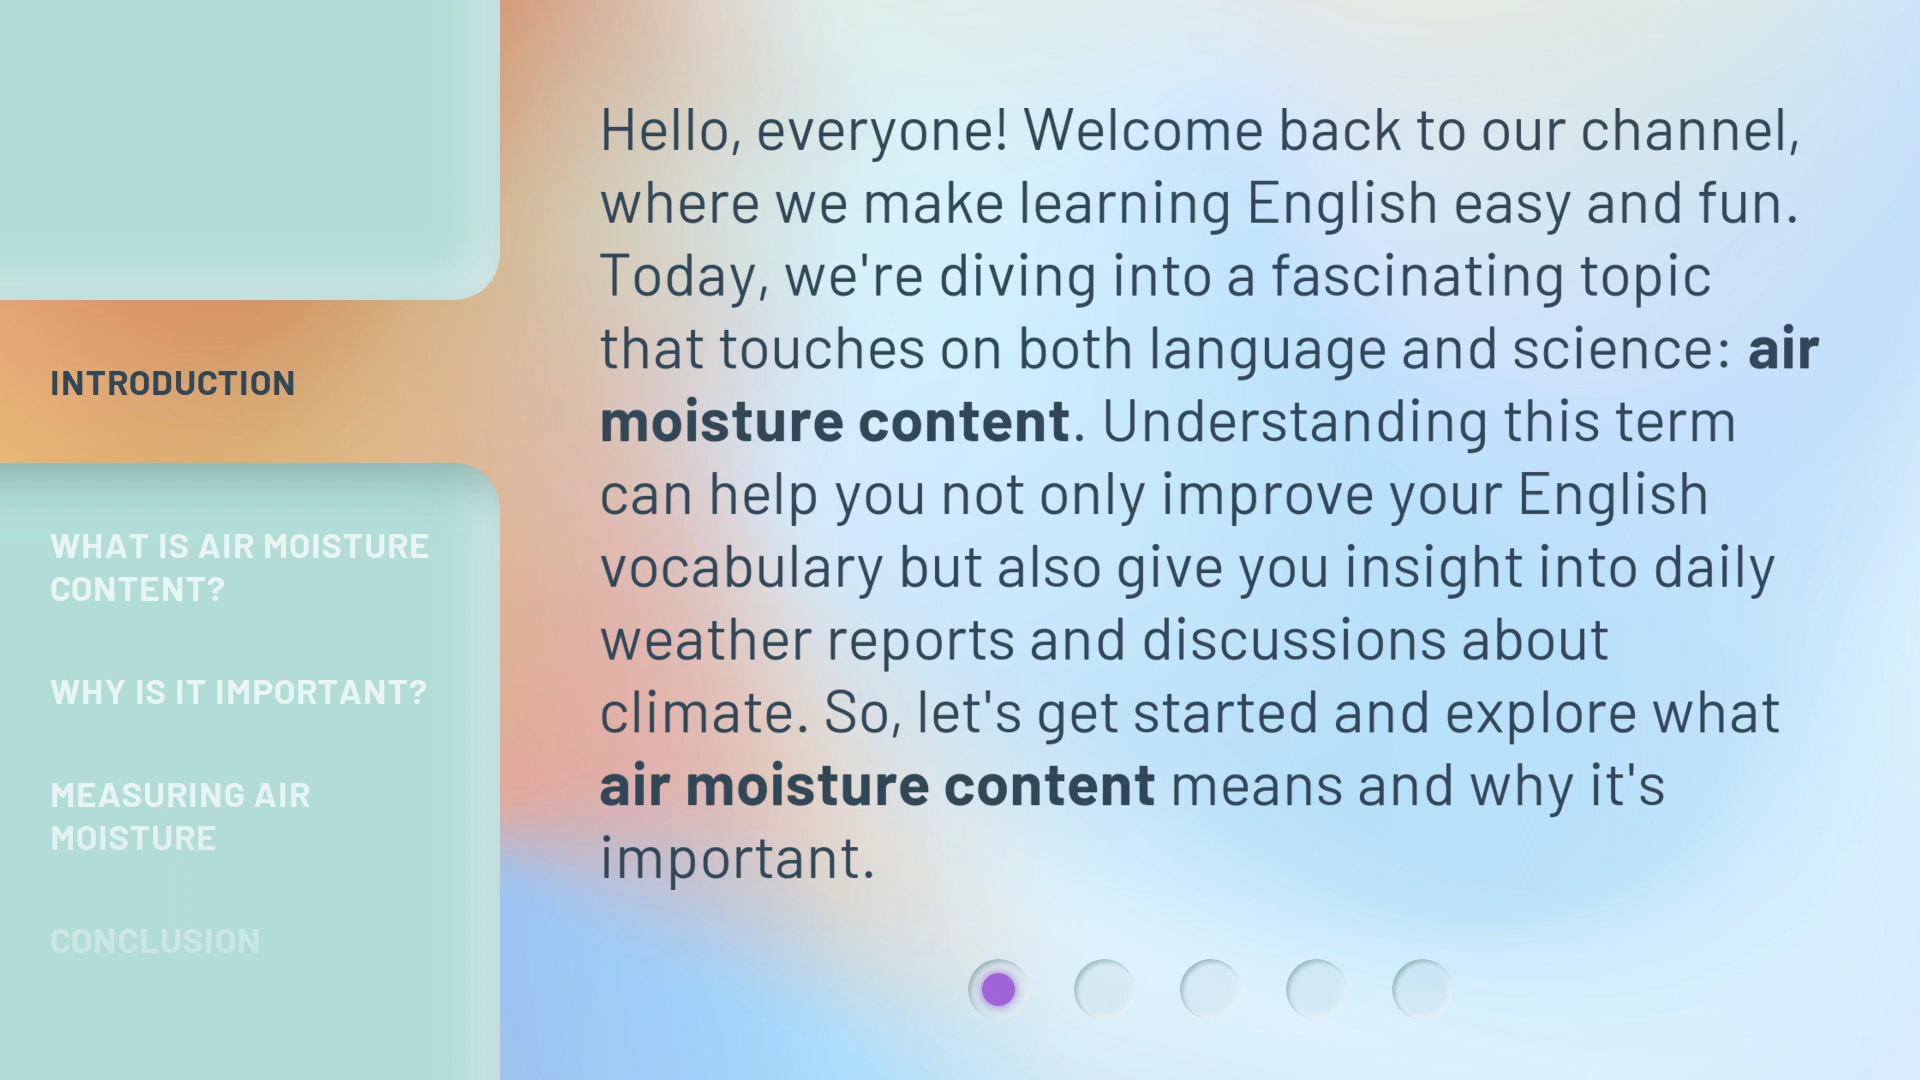 INTRODUCTION
WHAT IS AIR MOISTURE
CONTENT?
WHY IS IT IMPORTANT?
MEASURING AIR
MOISTURE
CONCLUSION
Hello, everyone! Welcome back to our channel,
where we make learning English easy and fun.
Today, we're diving into a fascinating topic
that touches on both language and science: air
moisture content. Understanding this term
can help you not only improve your English
vocabulary but also give you insight into daily
weather reports and discussions about
climate. So, let's get started and explore what
air moisture content means and why it's
important.